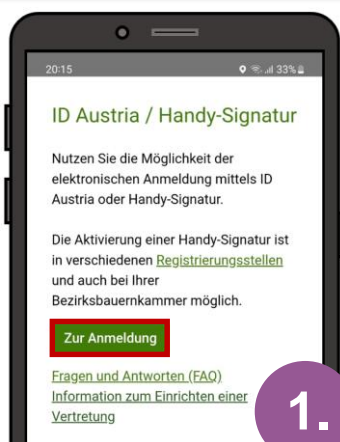 20:15
33%
ID Austria / Handy-Signatur
Nutzen Sie die Möglichkeit der
elektronischen Anmeldung mittels ID
Austria oder Handy-Signatur.
Die Aktivierung einer Handy-Signatur ist
in verschiedenen Registrierungsstellen
und auch bei Ihrer
Bezirksbauernkammer möglich.
Zur Anmeldung
Fragen und Antworten (FAQ)
Information zum Einrichten einer
Vertretung
1.